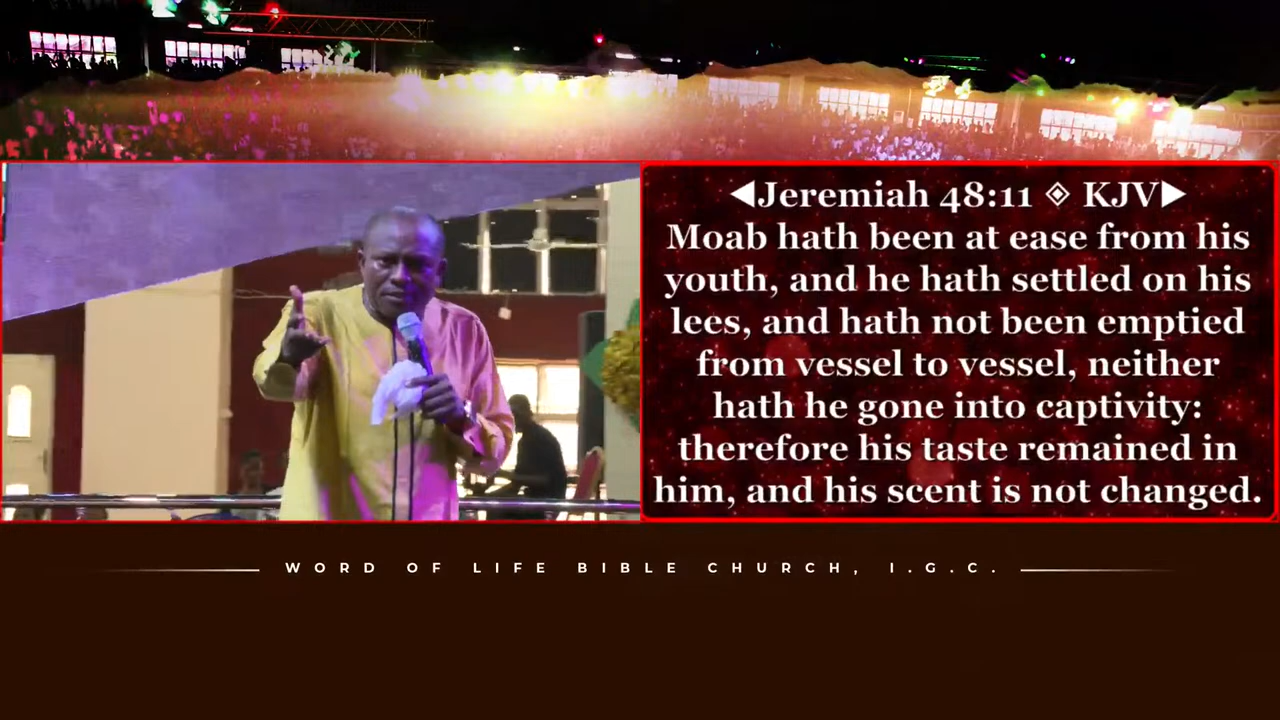 ◀Jeremiah 48:11 ◈ KJV▶
Moab hath been at ease from his
youth, and he hath settled on his
lees, and hath not been emptied
from vessel to vessel, neither
hath he gone into captivity:
therefore his taste remained in
him, and his scent is not changed.
WORD OF LIFE BIBLE CHURCH, I.G.C.